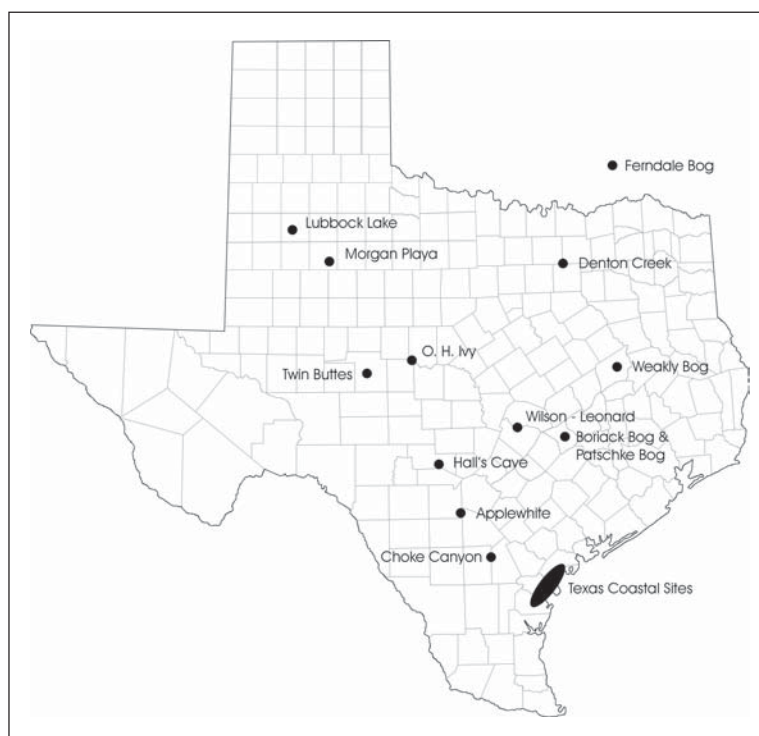 Ferndale Bog
Lubbock Lake
Morgan Playa
Denton Creek
O. H. Ivy
Twin Buttes
Weakly Bog
Wilson - Leonard
Boriack Bog &
Patschke Bog
Hall's Cave
Applewhite
Choke Canyon
Texas Coastal Sites